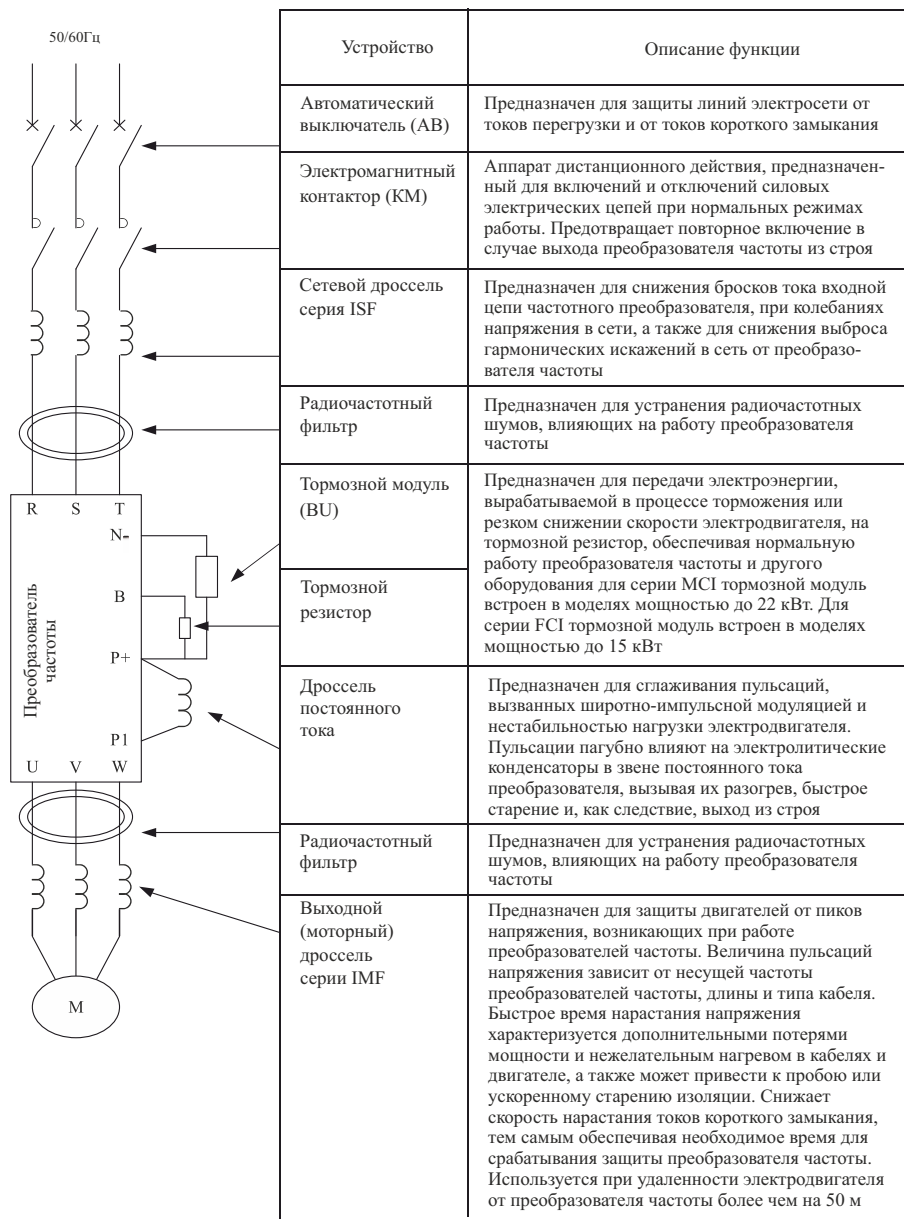 50/60Гц
R S T
N-
B
P+
P1
Преобразователь
частоты
U V W
M
Устройство
Описание функции
Автоматический
выключатель (АВ)
Предназначен для защиты линий электросети от
токов перегрузки и от токов короткого замыкания
Электромагнитный
контактор (КМ)
Аппарат дистанционного действия, предназначен-
ный для включений и отключений силовых
электрических цепей при нормальных режимах
работы. Предотвращает повторное включение в
случае выхода преобразователя частоты из строя
Сетевой дроссель
серия ISF
Предназначен для снижения бросков тока входной
цепи частотного преобразователя, при колебаниях
напряжения в сети, а также для снижения выброса
гармонических искажений в сеть от преобразо-
вателя частоты
Радиочастотный
фильтр
Предназначен для устранения радиочастотных
шумов, влияющих на работу преобразователя
частоты
Тормозной модуль
(BU)
Тормозной
резистор
Предназначен для передачи электроэнергии,
вырабатываемой в процессе торможения или
резком снижении скорости электродвигателя, на
тормозной резистор, обеспечивая нормальную
работу преобразователя частоты и другого
оборудования для серии MCI тормозной модуль
встроен в моделях мощностью до 22 кВт. Для
серии FCI тормозной модуль встроен в моделях
мощностью до 15 кВт
Дроссель
постоянного
тока
Предназначен для сглаживания пульсаций,
вызванных широтно-импульсной модуляцией и
нестабильностью нагрузки электродвигателя.
Пульсации пагубно влияют на электролитические
конденсаторы в звене постоянного тока
преобразователя, вызывая их разогрев, быстрое
старение и, как следствие, выход из строя
Радиочастотный
фильтр
Предназначен для устранения радиочастотных
шумов, влияющих на работу преобразователя
частоты
Выходной
(моторный)
дроссель
серии IMF
Предназначен для защиты двигателей от пиков
напряжения, возникающих при работе
преобразователей частоты. Величина пульсаций
напряжения зависит от несущей частоты
преобразователей частоты, длины и типа кабеля.
Быстрое время нарастания напряжения
характеризуется дополнительными потерями
мощности и нежелательным нагревом в кабелях и
двигателе, а также может привести к пробою или
ускоренному старению изоляции. Снижает
скорость нарастания токов короткого замыкания,
тем самым обеспечивая необходимое время для
срабатывания защиты преобразователя частоты.
Используется при удаленности электродвигателя
от преобразователя частоты более чем на 50 м